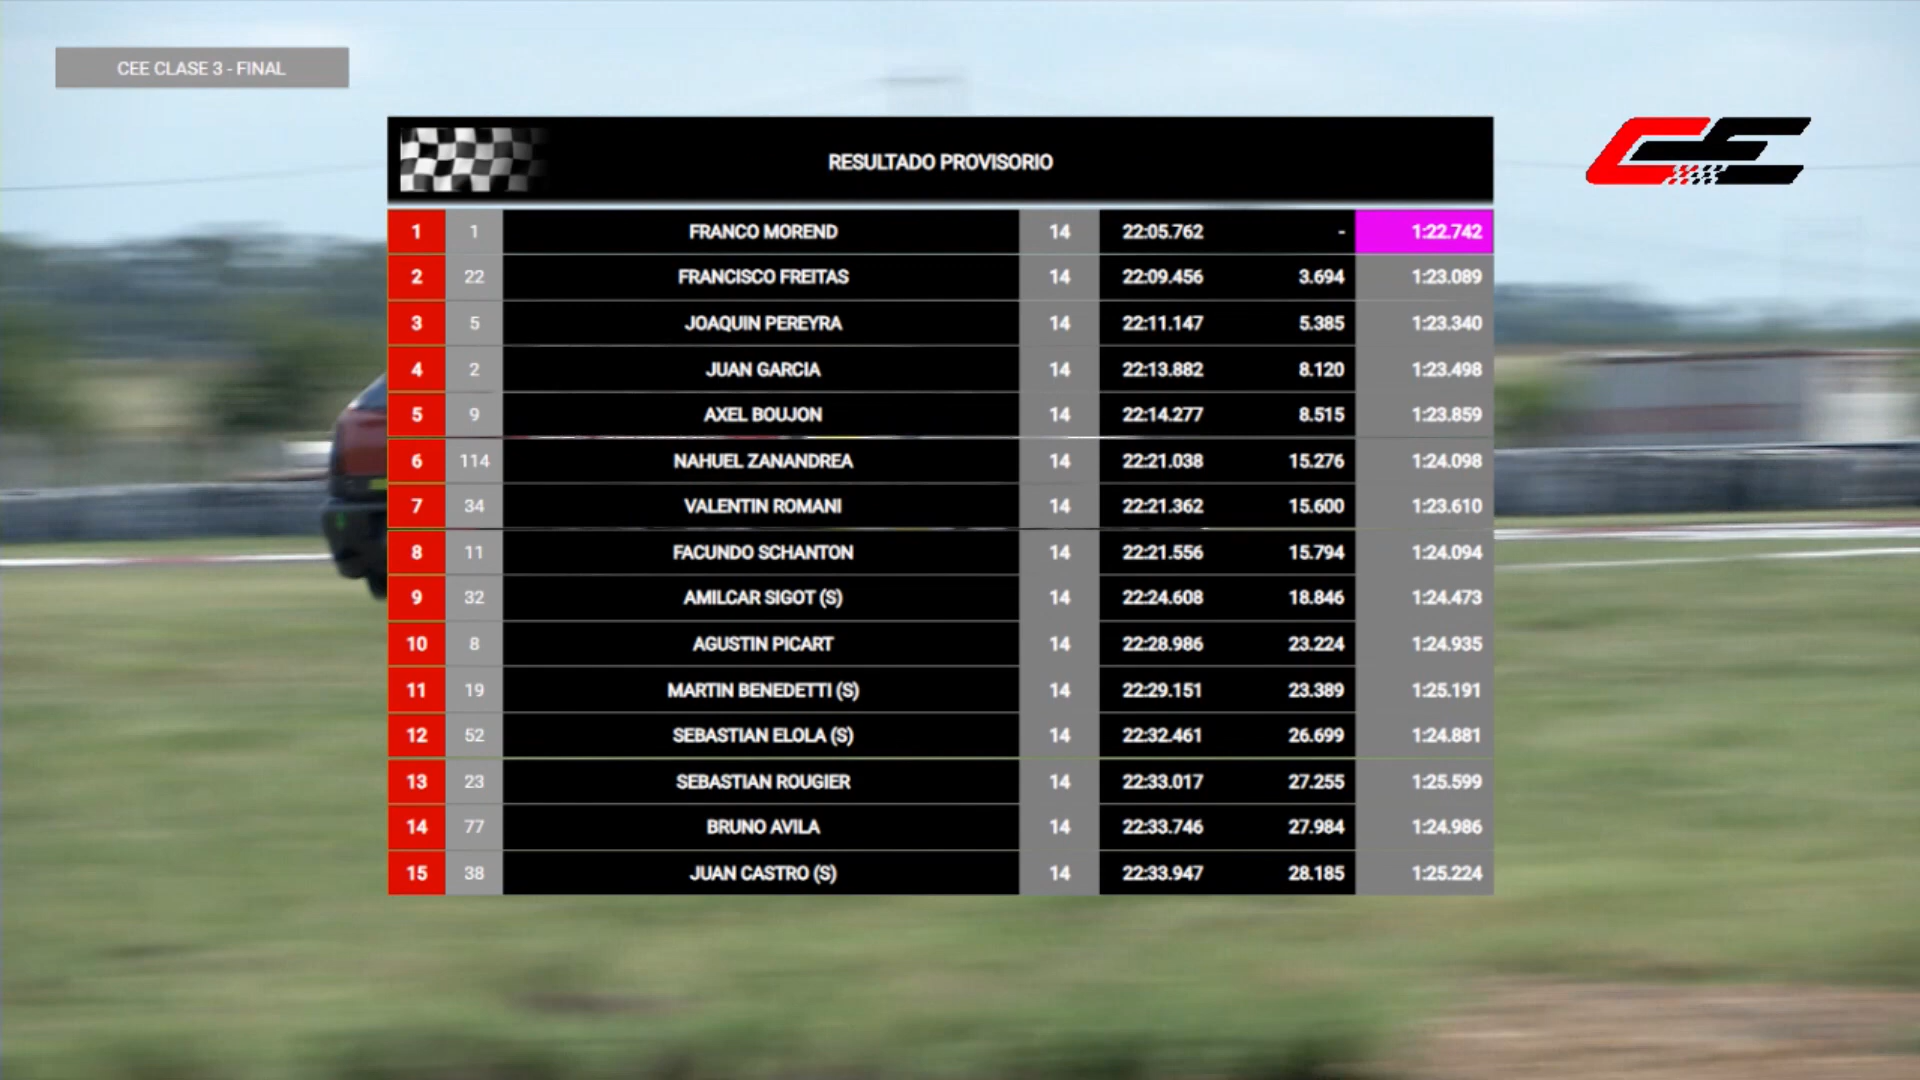 CEE CLASE 3 - FINAL
RESULTADO PROVISORIO
1 1 FRANCO MOREND 14 22:05.762 - 1:22.742
2 22 FRANCISCO FREITAS 14 22:09.456 3.694 1:23.089
3 5 JOAQUIN PEREYRA 14 22:11.147 5.385 1:23.340
4 2 JUAN GARCIA 14 22:13.882 8.120 1:23.498
5 9 AXEL BOUJON 14 22:14.277 8.515 1:23.859
6 114 NAHUEL ZANANDREA 14 22:21.038 15.276 1:24.098
7 34 VALENTIN ROMANI 14 22:21.362 15.600 1:23.610
8 11 FACUNDO SCHANTON 14 22:21.556 15.794 1:24.094
9 32 AMILCAR SIGOT (S) 14 22:24.608 18.846 1:24.473
10 8 AGUSTIN PICART 14 22:28.986 23.224 1:24.935
11 19 MARTIN BENEDETTI (S) 14 22:29.151 23.389 1:25.191
12 52 SEBASTIAN ELOLA (S) 14 22:32.461 26.699 1:24.881
13 23 SEBASTIAN ROUGIER 14 22:33.017 27.255 1:25.599
14 77 BRUNO AVILA 14 22:33.746 27.984 1:24.986
15 38 JUAN CASTRO (S) 14 22:33.947 28.185 1:25.224